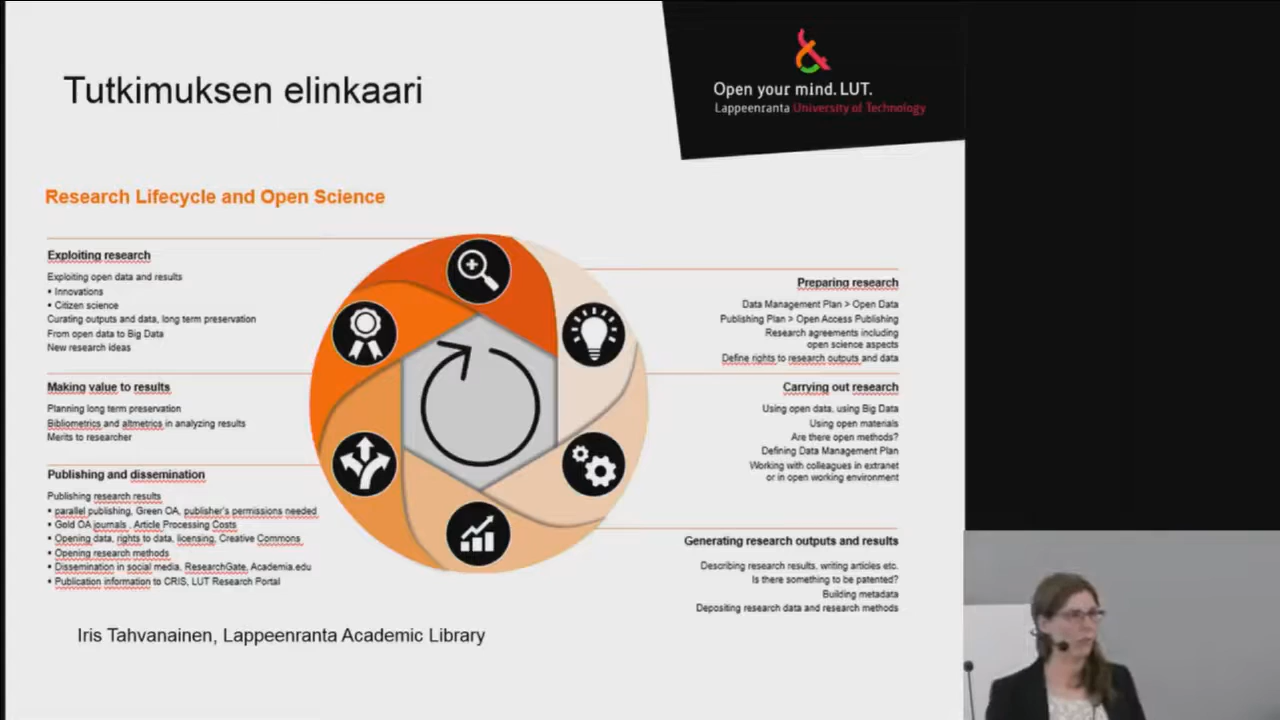 Tutkimuksen elinkaari
Open your mind. LUT.
Lappeenranta University of Technology
Research Lifecycle and Open Science
Exploiting research
Exploiting open data and results
• Innovations
• Citizen science
Curating outputs and data, long term preservation
From open data to Big Data
New research ideas
Making value to results
Planning long term preservation
Bibliometrics and altmetrics in analyzing results
Merits to researcher
Publishing and dissemination
Publishing research results
• parallel publishing, Green OA, publisher's permissions needed
• Gold OA journals , Article Processing Costs
• Opening data, rights to data, licensing, Creative Commons
• Opening research methods
• Dissemination in social media, ResearchGate, Academia.edu
• Publication information to CRIS, LUT Research Portal
Preparing research
Data Management Plan > Open Data
Publishing Plan > Open Access Publishing
Research agreements including
open science aspects
Define rights to research outputs and data
Carrying out research
Using open data, using Big Data
Using open materials
Are there open methods?
Defining Data Management Plan
Working with colleagues in extranet
or in open working environment
Generating research outputs and results
Describing research results, writing articles etc.
Is there something to be patented?
Building metadata
Depositing research data and research methods
Iris Tahvanainen, Lappeenranta Academic Library